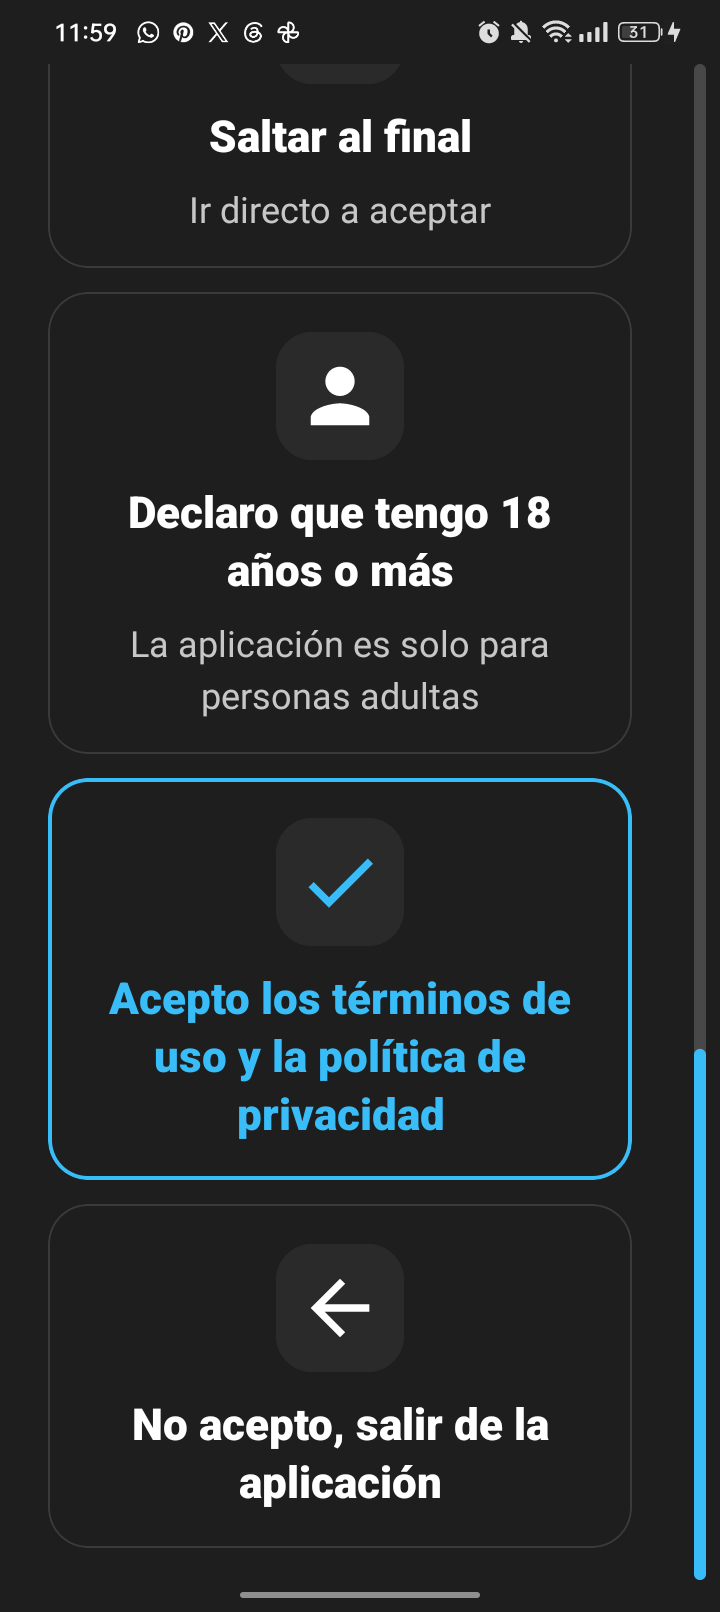 11:59
31
Saltar al final
Ir directo a aceptar
Declaro que tengo 18
años o más
La aplicación es solo para
personas adultas
Acepto los términos de
uso y la política de
privacidad
No acepto, salir de la
aplicación